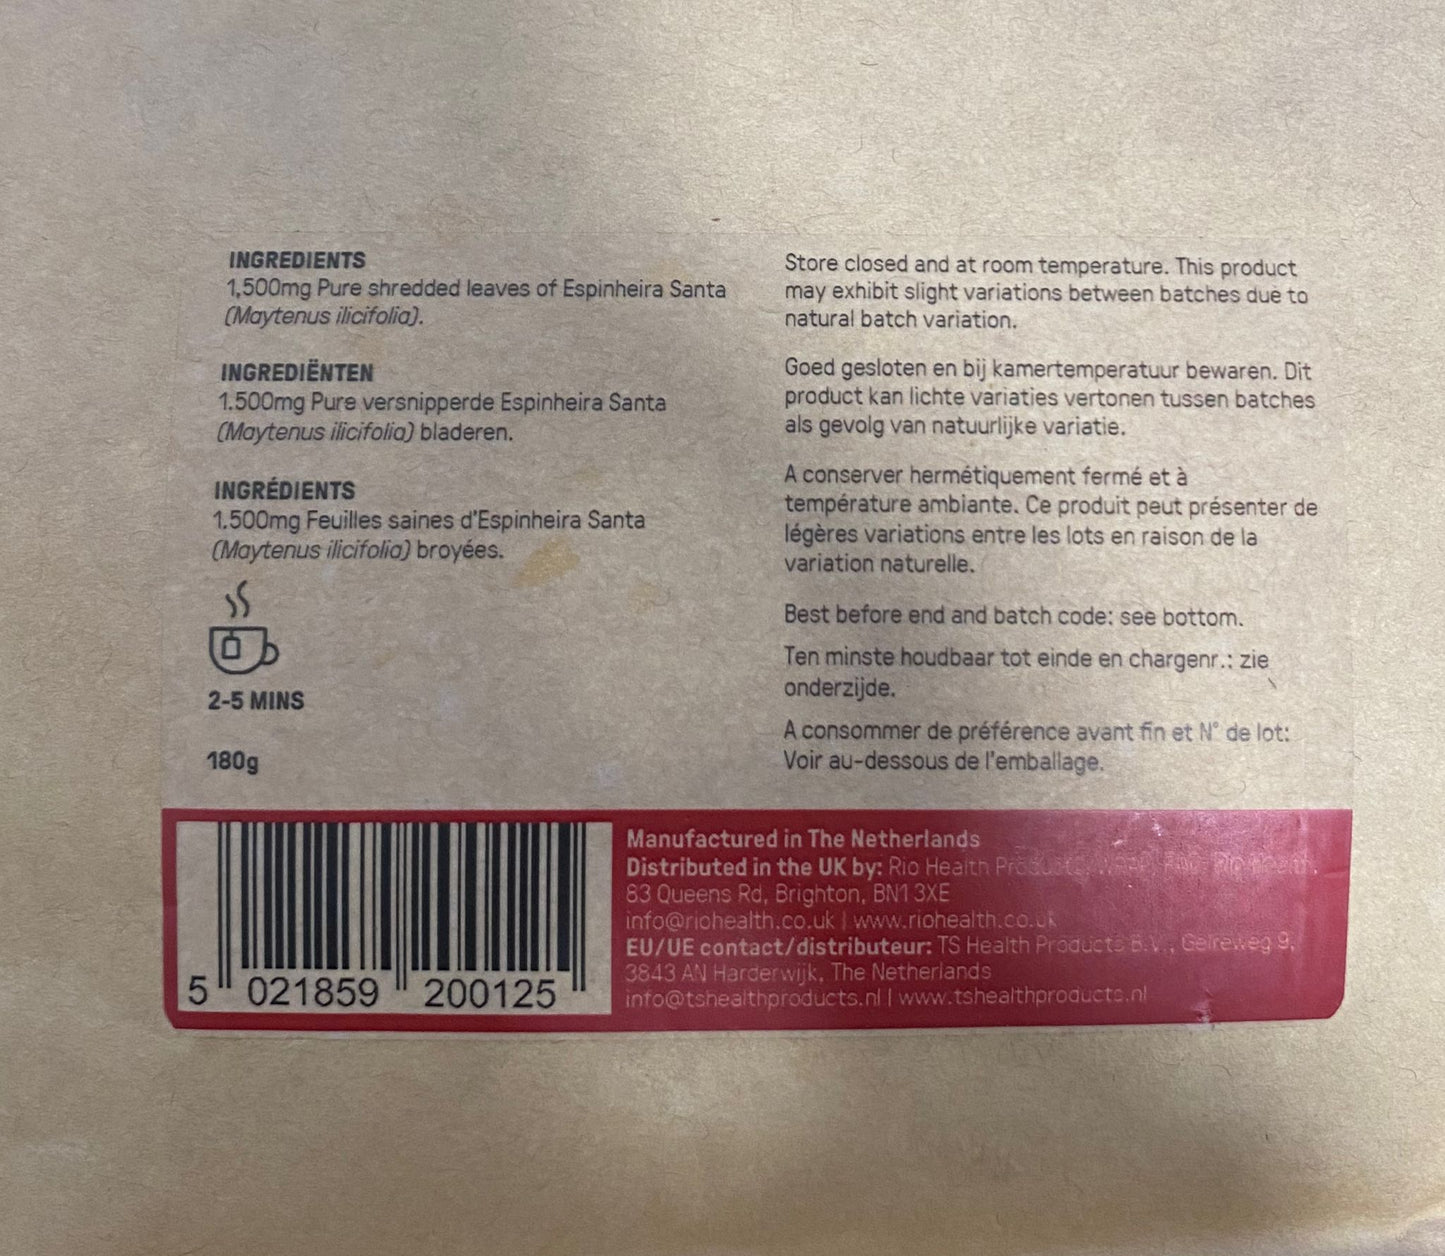 INGREDIENTS
1,500mg Pure shredded leaves of Espinheira Santa
(Maytenus ilicifolia).
INGREDIËNTEN
1.500mg Pure versnipperde Espinheira Santa
(Maytenus ilicifolia) bladeren.
INGRÉDIENTS
1.500mg Feuilles saines d'Espinheira Santa
(Maytenus ilicifolia) broyées.
2-5 MINS
180g
Store closed and at room temperature. This product
may exhibit slight variations between batches due to
natural batch variation.
Goed gesloten en bij kamertemperatuur bewaren. Dit
product kan lichte variaties vertonen tussen batches
als gevolg van natuurlijke variatie.
A conserver hermétiquement fermé et à
température ambiante. Ce produit peut présenter de
légères variations entre les lots en raison de la
variation naturelle.
Best before end and batch code: see bottom.
Ten minste houdbaar tot einde en chargenr.: zie
onderzijde.
A consommer de préférence avant fin et N° de lot:
Voir au-dessous de l'emballage.
5 021859 200125
Manufactured in The Netherlands
Distributed in the UK by: Rio Health
83 Queens Rd, Brighton, BN1 3XE
info@riohealth.co.uk | www.riohealth.co.uk
EU/UE contact/distributeur: TS Health Products B.V., 9,
3843 AN Harderwijk, The Netherlands
info@tshealthproducts.nl | www.tshealthproducts.nl